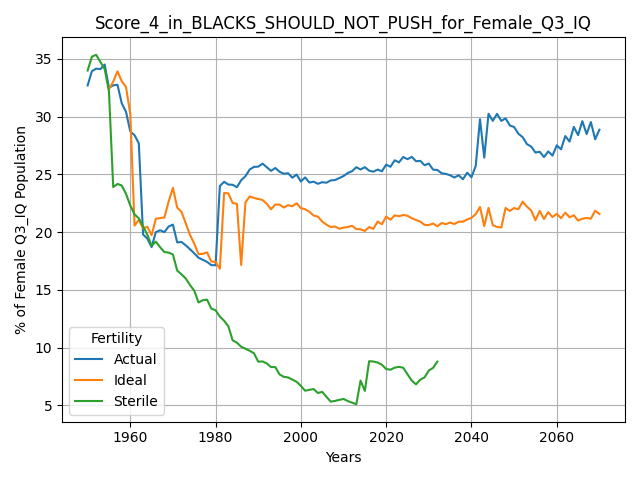 Score_4_in_BLACKS_SHOULD_NOT_PUSH_for_Female_Q3_IQ
% of Female Q3_IQ Population
35
30
25
20
15
10
5
Fertility
Actual
Ideal
Sterile
1960 1980 2000 2020 2040 2060
Years